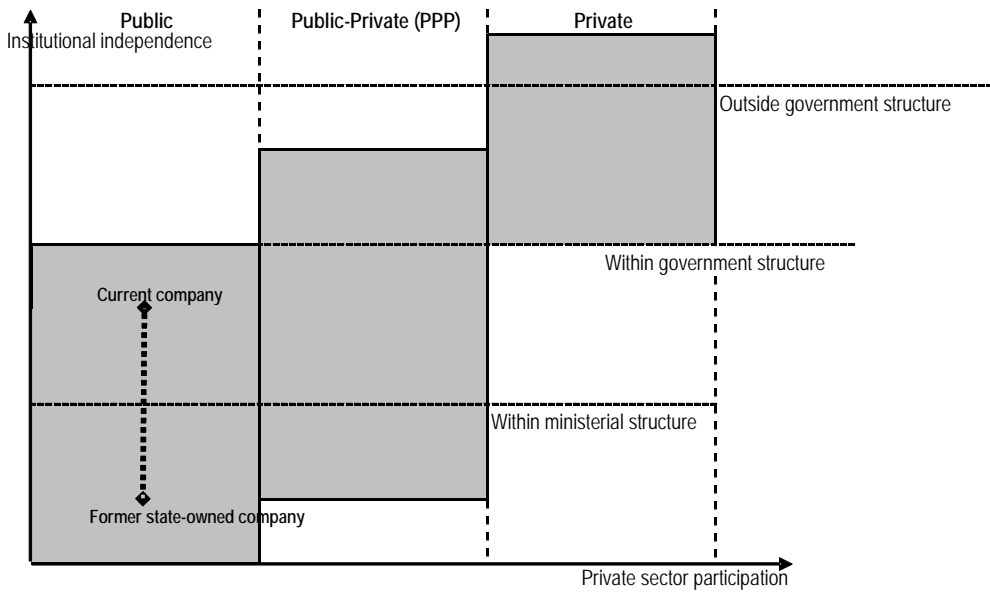 Public
Public-Private (PPP)
Private
Institutional independence
Outside government structure
Within government structure
Current company
Within ministerial structure
Former state-owned company
Private sector participation